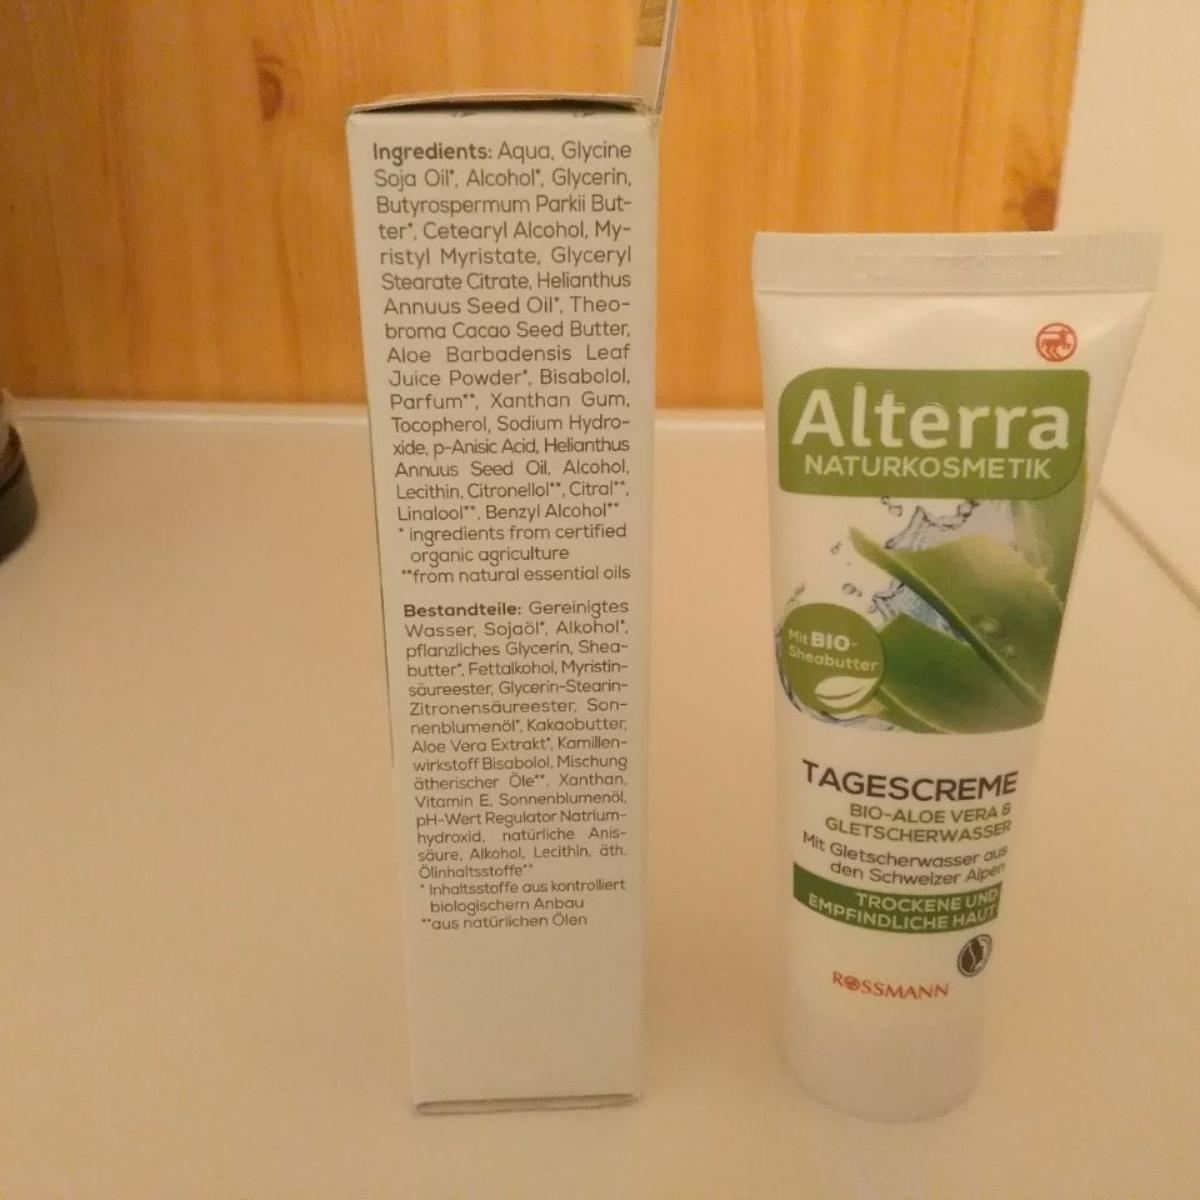 Ingredients: Aqua, Glycine
Soja Oil*, Alcohol*, Glycerin,
Butyrospermum Parkii But-
ter*, Cetearyl Alcohol, My-
ristyl Myristate, Glyceryl
Stearate Citrate, Helianthus
Annuus Seed Oil*, Theo-
broma Cacao Seed Butter,
Aloe Barbadensis Leaf
Juice Powder*, Bisabolol,
Parfum**, Xanthan Gum,
Tocopherol, Sodium Hydro-
xide, p-Anisic Acid, Helianthus
Annuus Seed Oil, Alcohol,
Lecithin, Citronellol**, Citral**,
Linalool**, Benzyl Alcohol**
* ingredients from certified
organic agriculture
**from natural essential oils
Bestandteile: Gereinigtes
Wasser, Sojaöl*, Alkohol*,
pflanzliches Glycerin, Shea-
butter*, Fettalkohol, Myristin-
säureester, Glycerin-Stearin-
Zitronensäureester, Son-
nenblumenöl*, Kakaobutter,
Aloe Vera Extrakt*, Kamillen-
wirkstoff Bisabolol, Mischung
ätherischer Öle**, Xanthan,
Vitamin E, Sonnenblumenöl,
pH-Wert Regulator Natrium-
hydroxid, natürliche Anis-
säure, Alkohol, Lecithin, äth.
Ölinhaltsstoffe**
* Inhaltsstoffe aus kontrolliert
biologischem Anbau
**aus natürlichen Ölen
Alterra
NATURKOSMETIK
Mit BIO-
Sheabutter
TAGESCREME
BIO-ALOE VERA &
GLETSCHERWASSER
Mit Gletscherwasser aus
den Schweizer Alpen
TROCKENE UND
EMPFINDLICHE HAUT
ROSSMANN